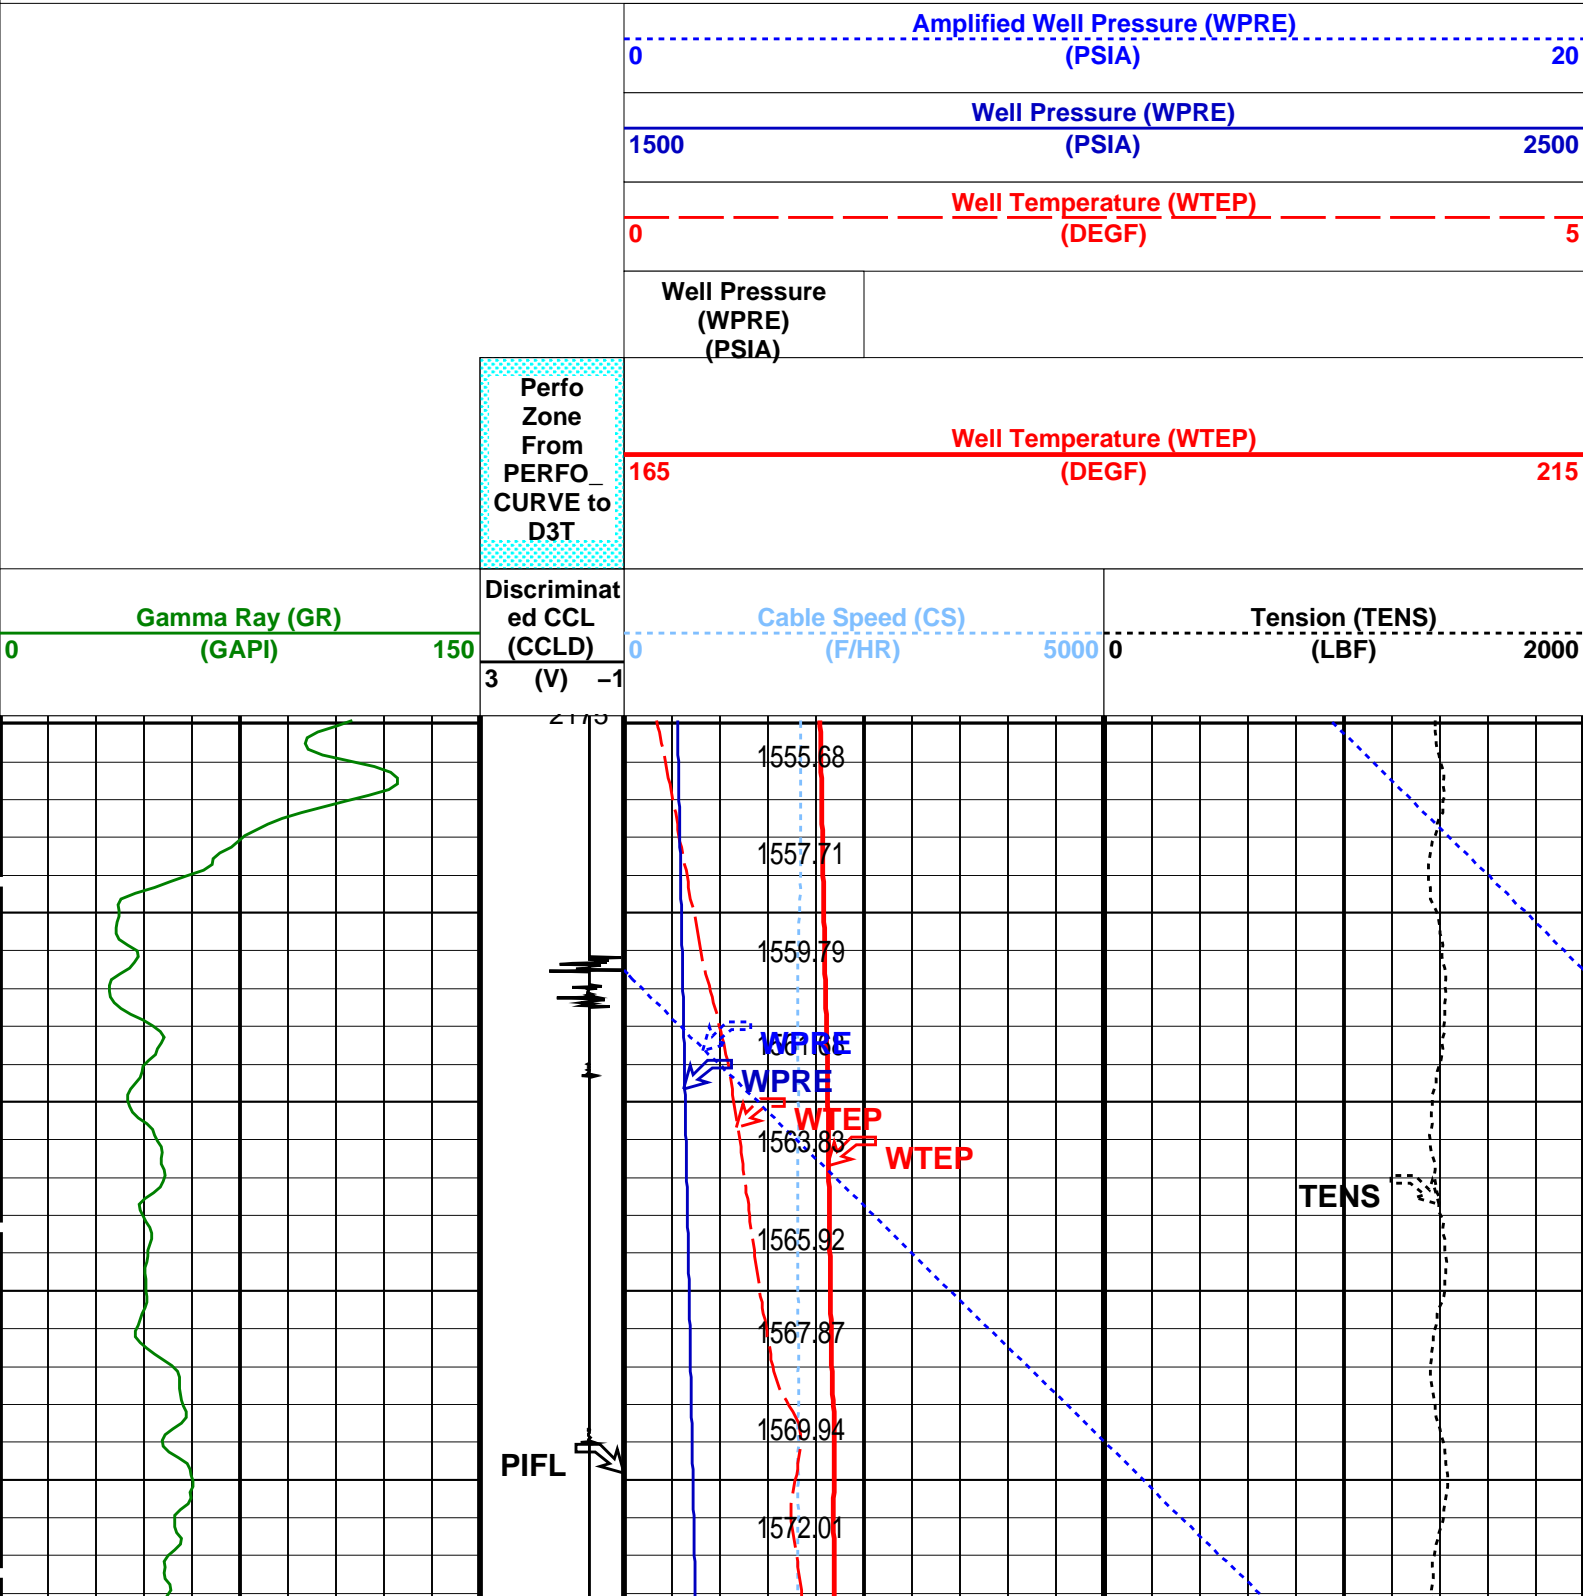 Amplified Well Pressure (WPRE)
0 (PSIA) 20
Well Pressure (WPRE)
1500 (PSIA) 2500
Well Temperature (WTEP)
0 (DEGF) 5
Well Pressure
(WPRE)
(PSIA)
Perfo
Zone
From
PERFO_
CURVE to
D3T
Well Temperature (WTEP)
165 (DEGF) 215
Gamma Ray (GR)
0 (GAPI) 150
Discriminat
ed CCL
(CCLD)
3 (V) −1
Cable Speed (CS)
0 (F/HR) 5000
Tension (TENS)
0 (LBF) 2000
2175
1555.68
1557.71
1559.79
WPRE
1561.68
WPRE
WTEP
1563.83
WTEP
TENS
1565.92
1567.87
1569.94
PIFL
1572.01